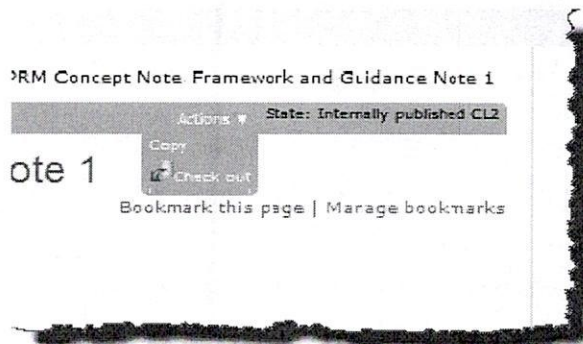 PRM Concept Note Framework and Guidance Note 1
Actions ▼ State: Internally published CL2
Copy
ote 1
Check out
Bookmark this page | Manage bookmarks